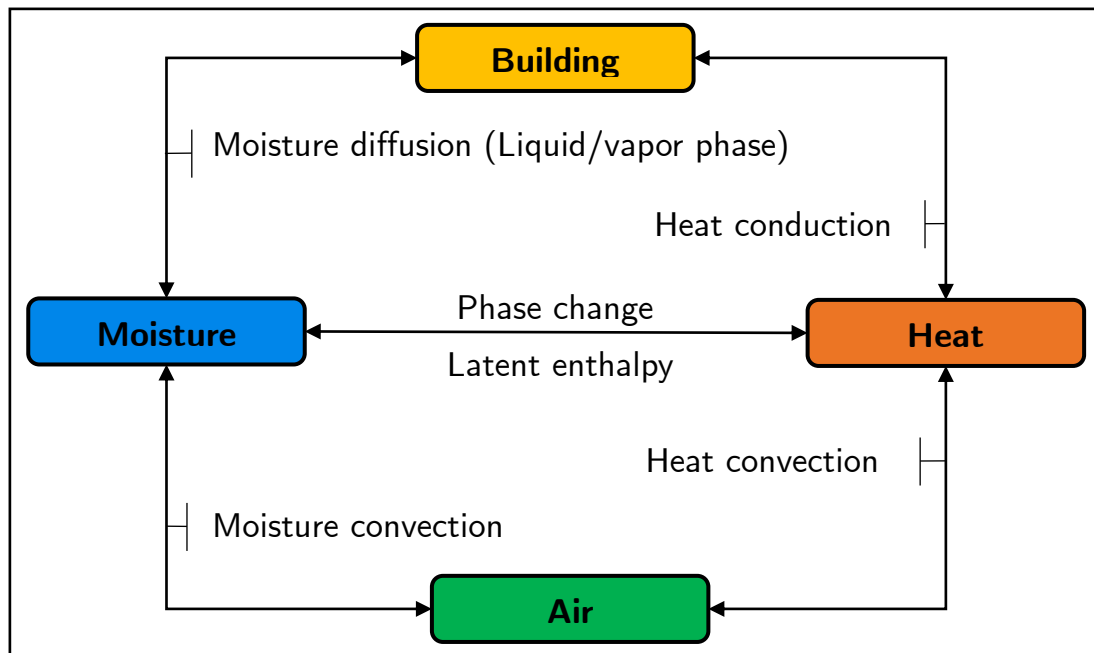 Building
Moisture diffusion (Liquid/vapor phase)
Heat conduction
Phase change
Moisture
Heat
Latent enthalpy
Heat convection
Moisture convection
Air